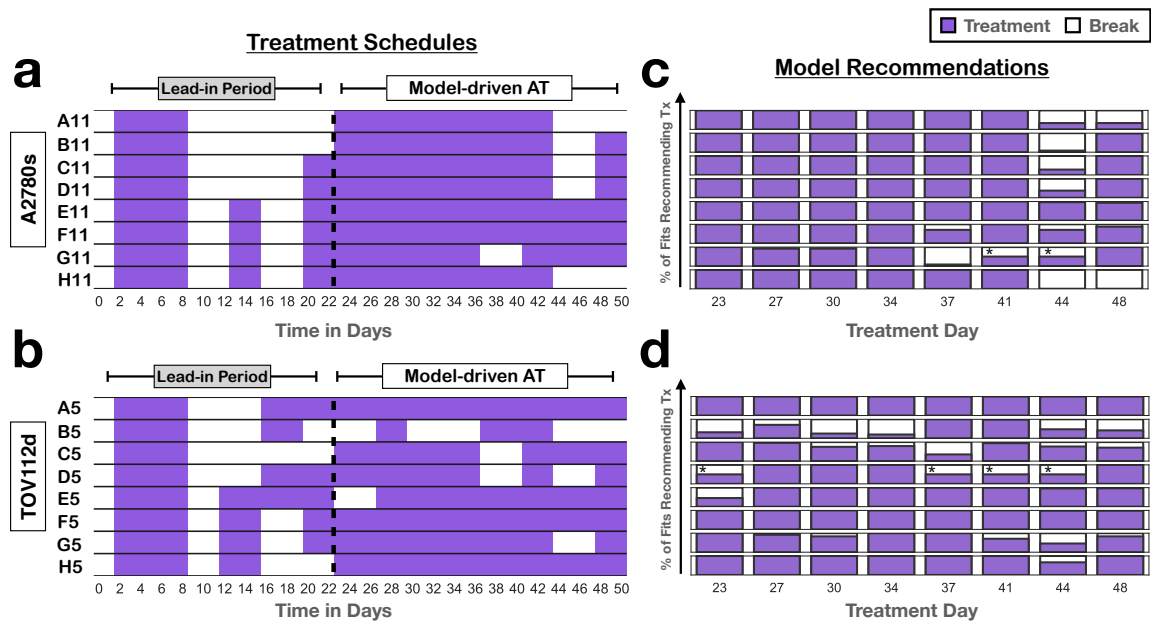 Treatment Break
a
Treatment Schedules
Lead-in Period Model-driven AT
A2780s
A11
B11
C11
D11
E11
F11
G11
H11
0 2 4 6 8 10 12 14 16 18 20 22 24 26 28 30 32 34 36 38 40 42 44 46 48 50
Time in Days
c
Model Recommendations
% of Fits Recommending Tx
* *
23 27 30 34 37 41 44 48
Treatment Day
b
Lead-in Period Model-driven AT
TOV112d
A5
B5
C5
D5
E5
F5
G5
H5
0 2 4 6 8 10 12 14 16 18 20 22 24 26 28 30 32 34 36 38 40 42 44 46 48 50
Time in Days
d
% of Fits Recommending Tx
* * * *
23 27 30 34 37 41 44 48
Treatment Day